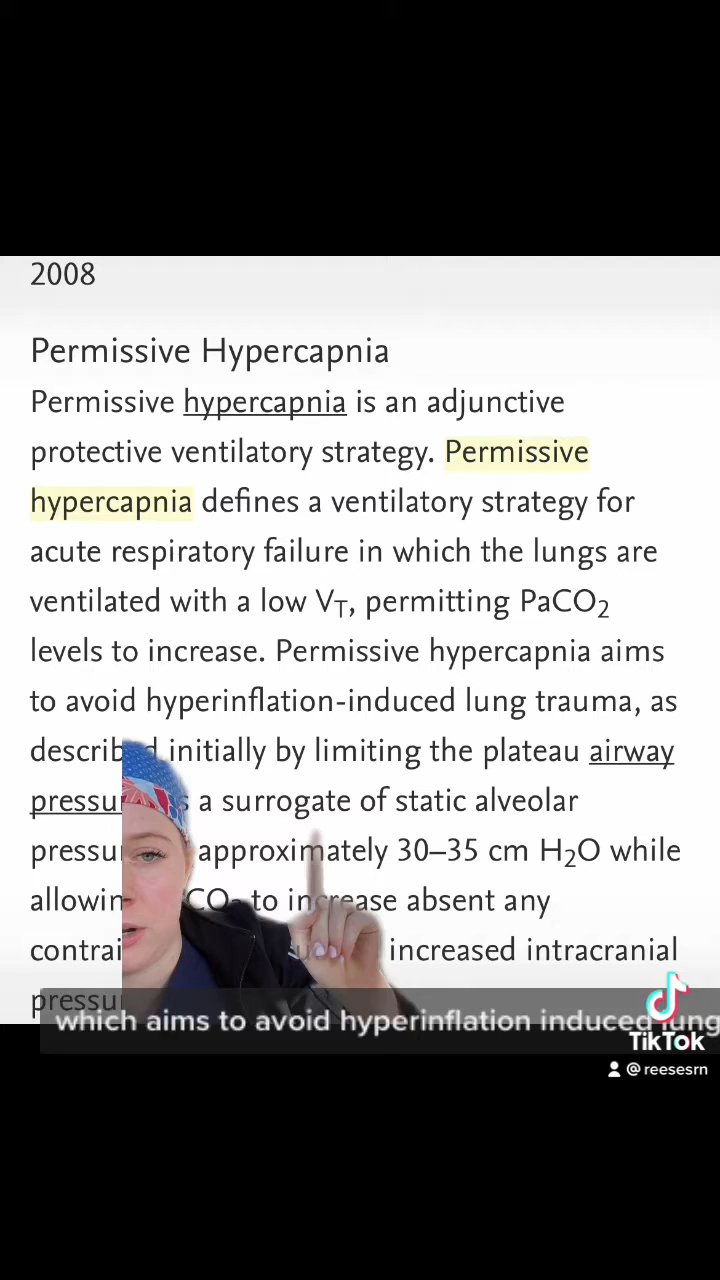 2008
Permissive Hypercapnia
Permissive hypercapnia is an adjunctive
protective ventilatory strategy. Permissive
hypercapnia defines a ventilatory strategy for
acute respiratory failure in which the lungs are
ventilated with a low VT, permitting PaCO2
levels to increase. Permissive hypercapnia aims
to avoid hyperinflation-induced lung trauma, as
initially by limiting the plateau airway
a surrogate of static alveolar
approximately 30–35 cm H2O while
to increase absent any
increased intracranial
which aims to avoid hyperinflation induced lung
TikTok
@reesesrn